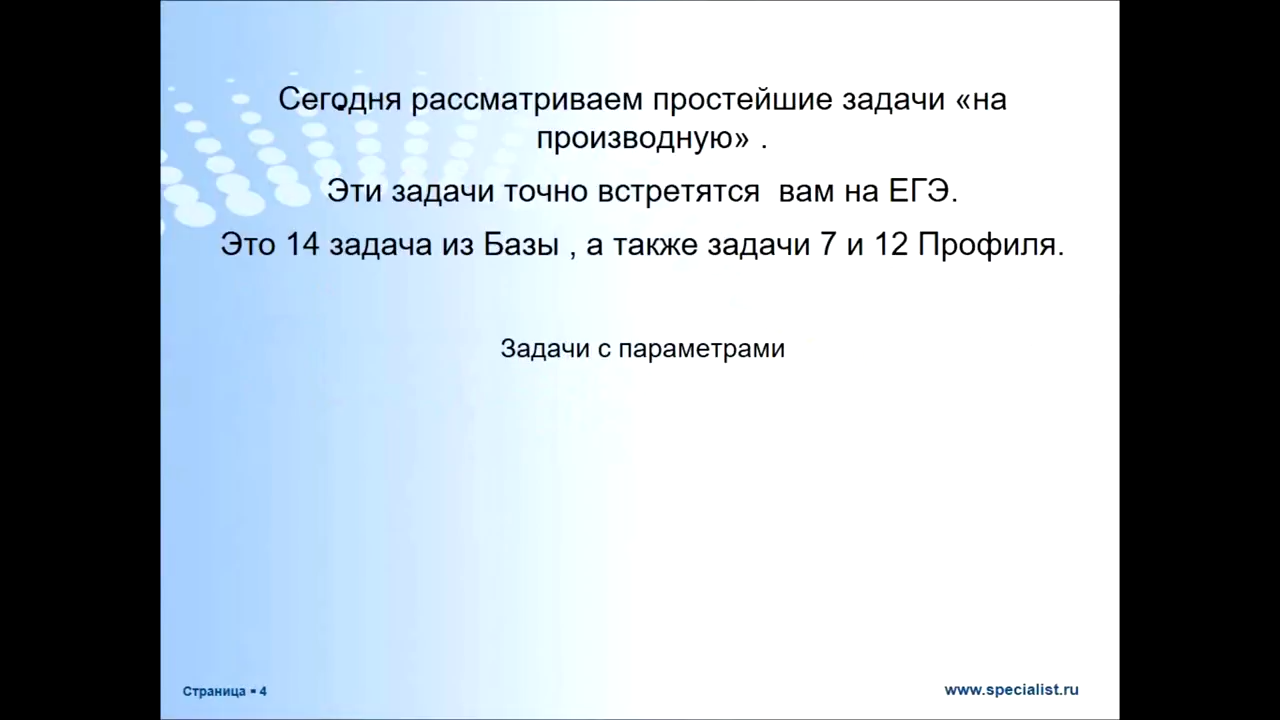 Сегодня рассматриваем простейшие задачи «на
производную» .
Эти задачи точно встретятся  вам на ЕГЭ.
Это 14 задача из Базы , а также задачи 7 и 12 Профиля.
Задачи с параметрами
Страница ▪ 4
www.specialist.ru